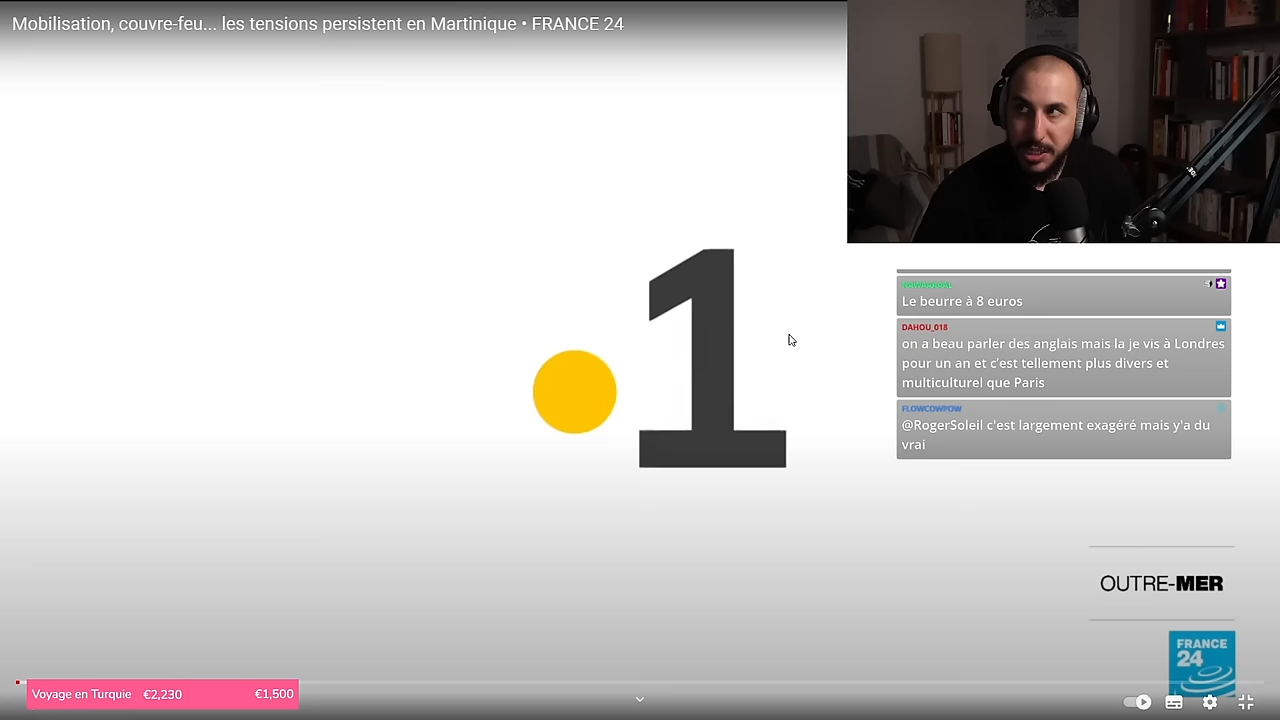 Mobilisation, couvre-feu... les tensions persistent en Martinique • FRANCE 24
1
Le beurre à 8 euros
DAHOU_018
on a beau parler des anglais mais la je vis à Londres
pour un an et c'est tellement plus divers et
multiculturel que Paris
FLOWCOWPOW
@RogerSoleil c'est largement exagéré mais y'a du
vrai
OUTRE-MER
FRANCE
24
Voyage en Turquie €2,230 €1,500